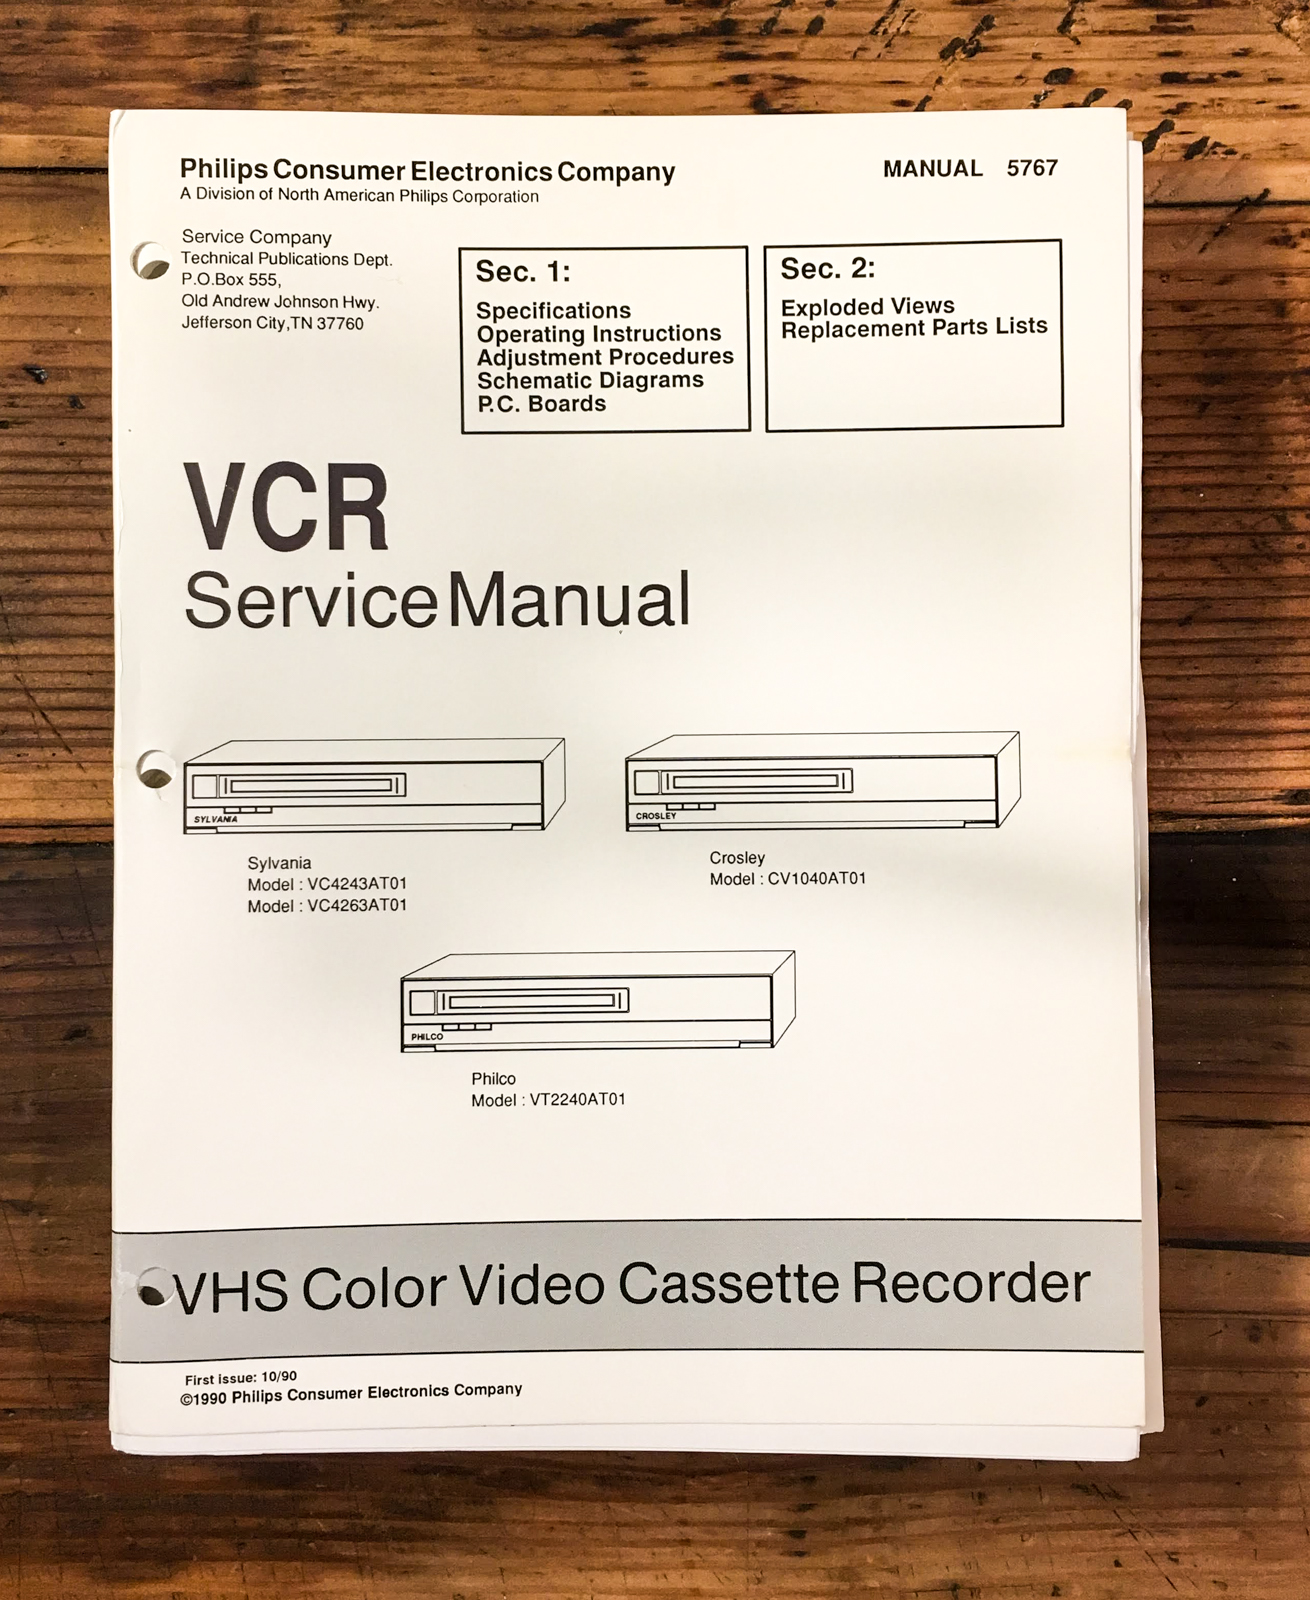 Philips Consumer Electronics Company
A Division of North American Philips Corporation
MANUAL 5767
Service Company
Technical Publications Dept.
P.O.Box 555,
Old Andrew Johnson Hwy.
Jefferson City,TN 37760
Sec. 1:
Specifications
Operating Instructions
Adjustment Procedures
Schematic Diagrams
P.C. Boards
Sec. 2:
Exploded Views
Replacement Parts Lists
VCR
Service Manual
SYLVANIA
CROSLEY
Sylvania
Model : VC4243AT01
Model : VC4263AT01
Crosley
Model : CV1040AT01
PHILCO
Philco
Model : VT2240AT01
VHS Color Video Cassette Recorder
First issue: 10/90
©1990 Philips Consumer Electronics Company